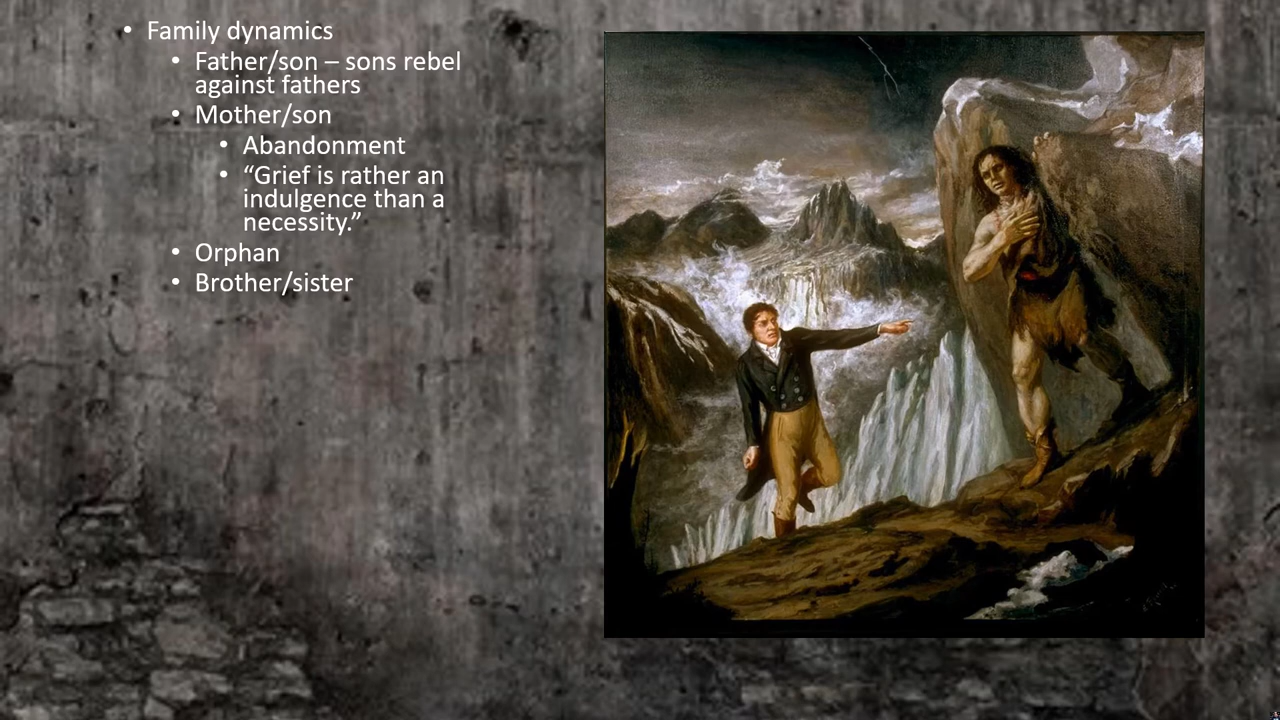 • Family dynamics
• Father/son – sons rebel
against fathers
• Mother/son
• Abandonment
• “Grief is rather an
indulgence than a
necessity.”
• Orphan
• Brother/sister